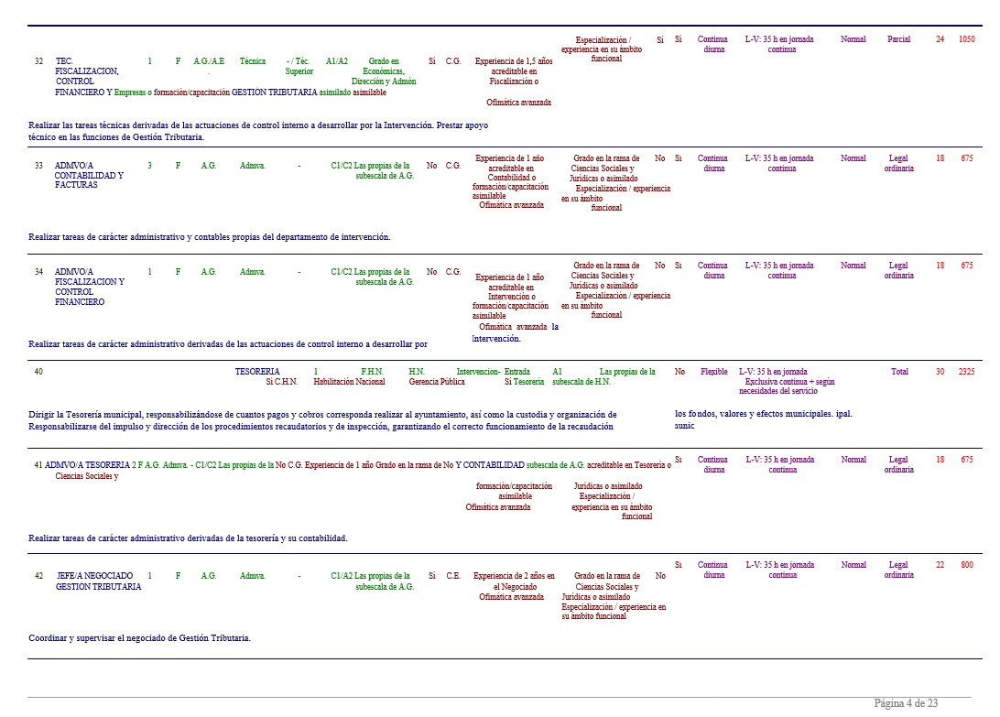 Especialización / Sí Sí Continua L-V: 35 h en jornada Normal Parcial 24 1050
experiencia en su ámbito diurna continua
funcional
32 TEC. 1 F A.G./A.E Técnica - / Téc. A1/A2 Grado en Sí C.G. Experiencia de 1,5 años
FISCALIZACION, . Superior Económicas, acreditable en
CONTROL Dirección y Admón Fiscalización o
FINANCIERO Y Empresas o formación/capacitación GESTIÓN TRIBUTARIA asimilado asimilable
Ofimática avanzada
Realizar las tareas técnicas derivadas de las actuaciones de control interno a desarrollar por la Intervención. Prestar apoyo
técnico en las funciones de Gestión Tributaria.
33 ADMVO/A 3 F A.G. Admva. - C1/C2 Las propias de la No C.G. Experiencia de 1 año Grado en la rama de No Sí Continua L-V: 35 h en jornada Normal Legal 18 675
CONTABILIDAD Y subescala de A.G. acreditable en Ciencias Sociales y diurna continua ordinaria
FACTURAS Contabilidad o Jurídicas o asimilado
formación/capacitación Especialización / experiencia
asimilable en su ámbito
Ofimática avanzada funcional
Realizar tareas de carácter administrativo y contables propias del departamento de intervención.
34 ADMVO/A 1 F A.G. Admva. - C1/C2 Las propias de la No C.G. Experiencia de 1 año Grado en la rama de No Sí Continua L-V: 35 h en jornada Normal Legal 18 675
FISCALIZACION Y subescala de A.G. acreditable en Ciencias Sociales y diurna continua ordinaria
CONTROL Intervención o Jurídicas o asimilado
FINANCIERO formación/capacitación Especialización / experiencia
asimilable en su ámbito
funcional
Ofimática avanzada la
Realizar tareas de carácter administrativo derivadas de las actuaciones de control interno a desarrollar por Intervención.
40 TESORERIA 1 F.H.N. H.N. Intervención- Entrada A1 Las propias de la No Flexible L-V: 35 h en jornada Total 30 2325
Sí C.H.N. Habilitación Nacional Gerencia Pública Sí Tesorería subescala de H.N. Exclusiva continua + según
necesidades del servicio
Dirigir la Tesorería municipal, responsabilizándose de cuantos pagos y cobros corresponda realizar al ayuntamiento, así como la custodia y organización de los fondos, valores y efectos municipales. ipal.
Responsabilizarse del impulso y dirección de los procedimientos recaudatorios y de inspección, garantizando el correcto funcionamiento de la recaudación munic
41 ADMVO/A TESORERIA 2 F A.G. Admva. - C1/C2 Las propias de la No C.G. Experiencia de 1 año Grado en la rama de No Y CONTABILIDAD subescala de A.G. acreditable en Tesorería o Sí Continua L-V: 35 h en jornada Normal Legal 18 675
Ciencias Sociales y diurna continua ordinaria
formación/capacitación Jurídicas o asimilado
asimilable Especialización /
Ofimática avanzada experiencia en su ámbito
funcional
Realizar tareas de carácter administrativo derivadas de la tesorería y su contabilidad.
Sí Continua L-V: 35 h en jornada Normal Legal 22 800
diurna continua ordinaria
42 JEFE/A NEGOCIADO 1 F A.G. Admva. - C1/A2 Las propias de la Sí C.E. Experiencia de 2 años en Grado en la rama de No
GESTION TRIBUTARIA subescala de A.G. el Negociado Ciencias Sociales y
Ofimática avanzada Jurídicas o asimilado
Especialización / experiencia en
su ámbito funcional
Coordinar y supervisar el negociado de Gestión Tributaria.
Página 4 de 23